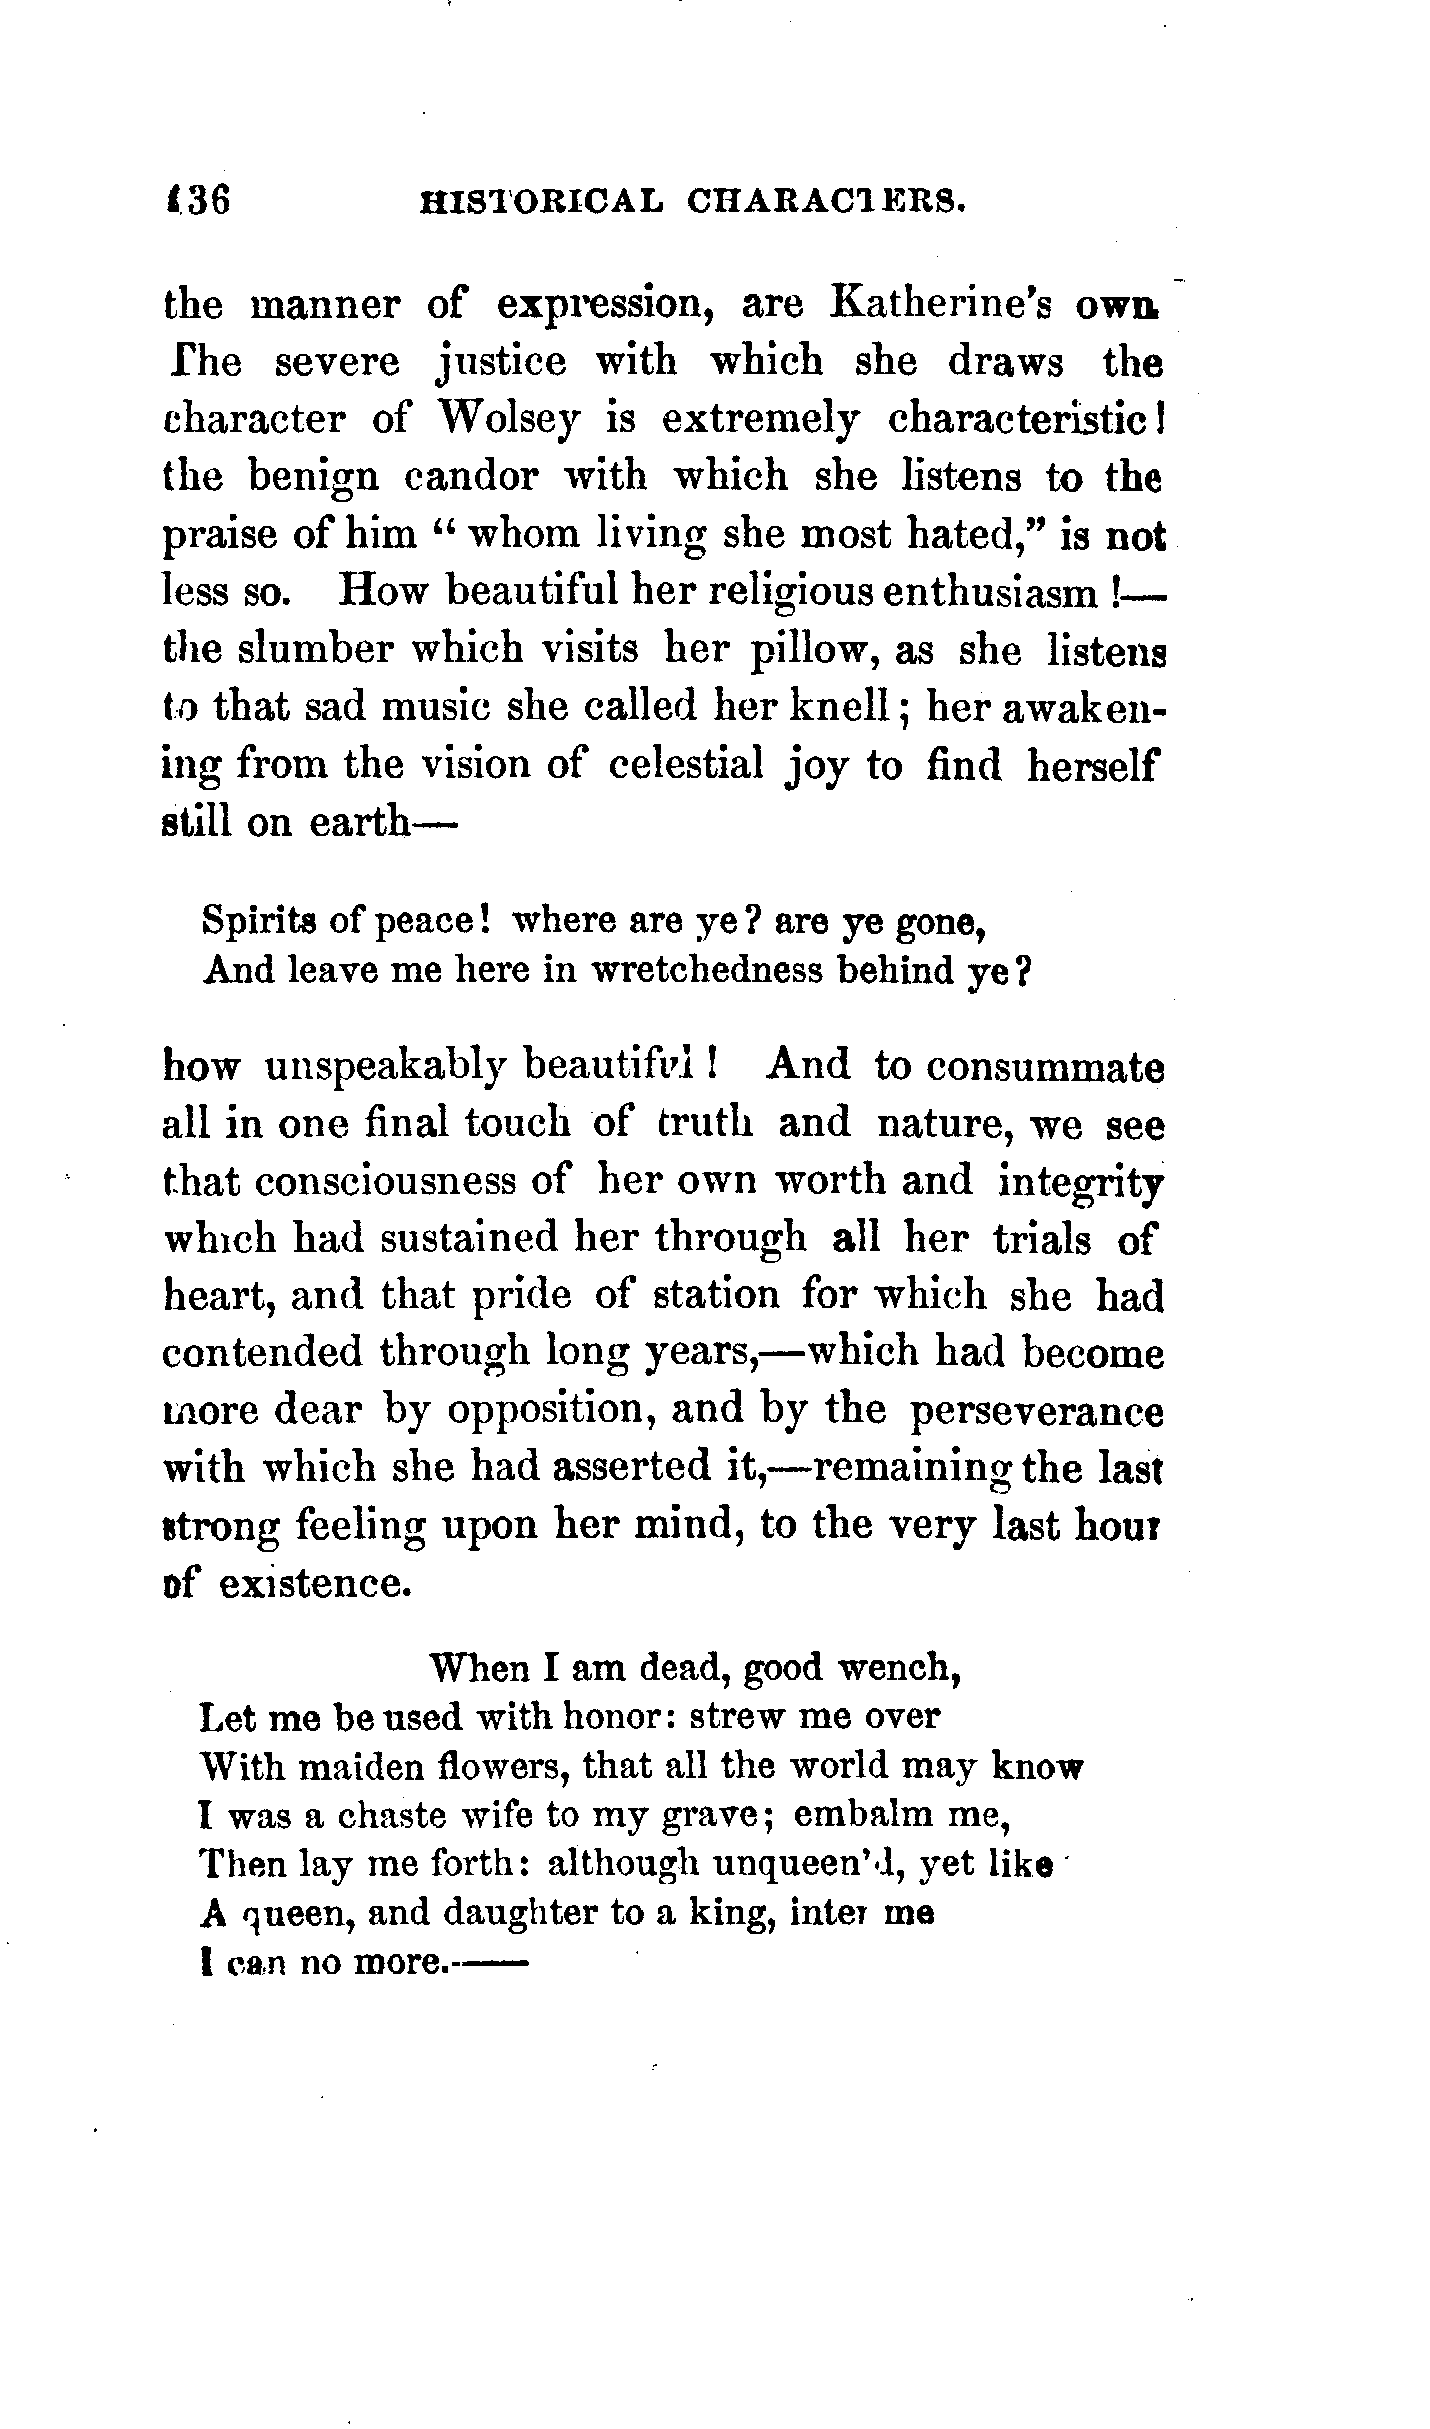 436 HISTORICAL CHARACTERS.
the manner of expression, are Katherine's own.
The severe justice with which she draws the
character of Wolsey is extremely characteristic!
the benign candor with which she listens to the
praise of him "whom living she most hated," is not
less so. How beautiful her religious enthusiasm!—
the slumber which visits her pillow, as she listens
to that sad music she called her knell; her awaken-
ing from the vision of celestial joy to find herself
still on earth—
Spirits of peace! where are ye? are ye gone,
And leave me here in wretchedness behind ye?
how unspeakably beautiful! And to consummate
all in one final touch of truth and nature, we see
that consciousness of her own worth and integrity
which had sustained her through all her trials of
heart, and that pride of station for which she had
contended through long years,—which had become
more dear by opposition, and by the perseverance
with which she had asserted it,—remaining the last
strong feeling upon her mind, to the very last hour
of existence.
When I am dead, good wench,
Let me be used with honor: strew me over
With maiden flowers, that all the world may know
I was a chaste wife to my grave; embalm me,
Then lay me forth: although unqueen'd, yet like
A queen, and daughter to a king, inter me
I can no more.——